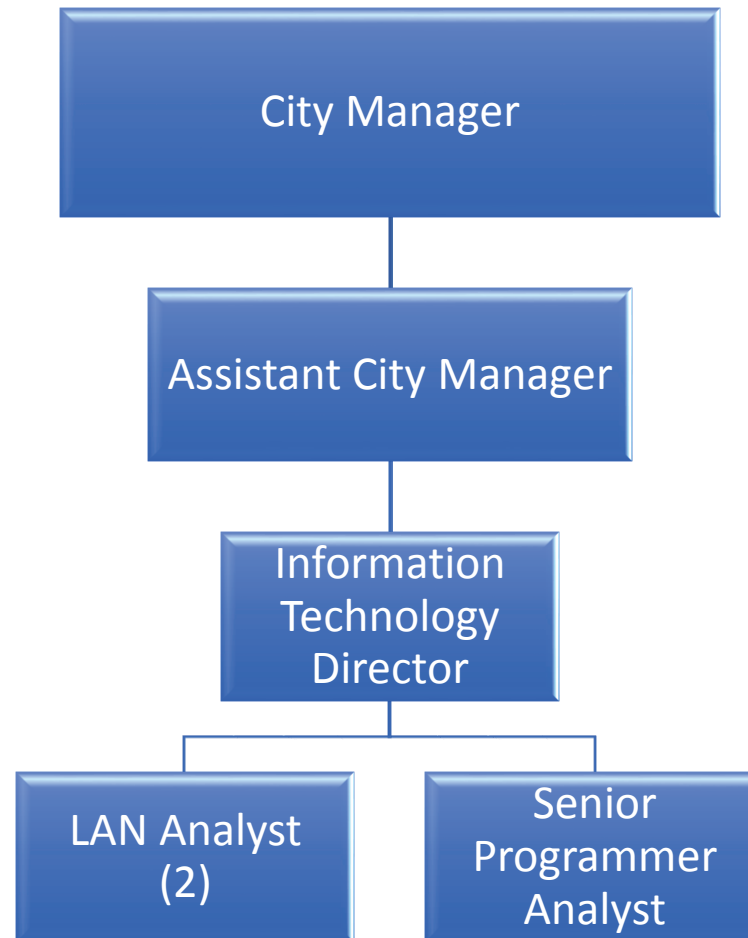 City Manager
Assistant City Manager
Information
Technology
Director
LAN Analyst
(2)
Senior
Programmer
Analyst